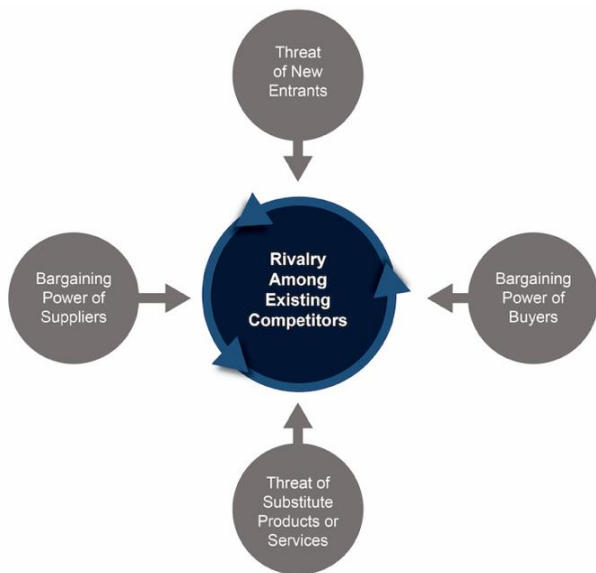 Threat
of New
Entrants
Bargaining
Power of
Suppliers
Rivalry
Among
Existing
Competitors
Bargaining
Power of
Buyers
Threat of
Substitute
Products or
Services